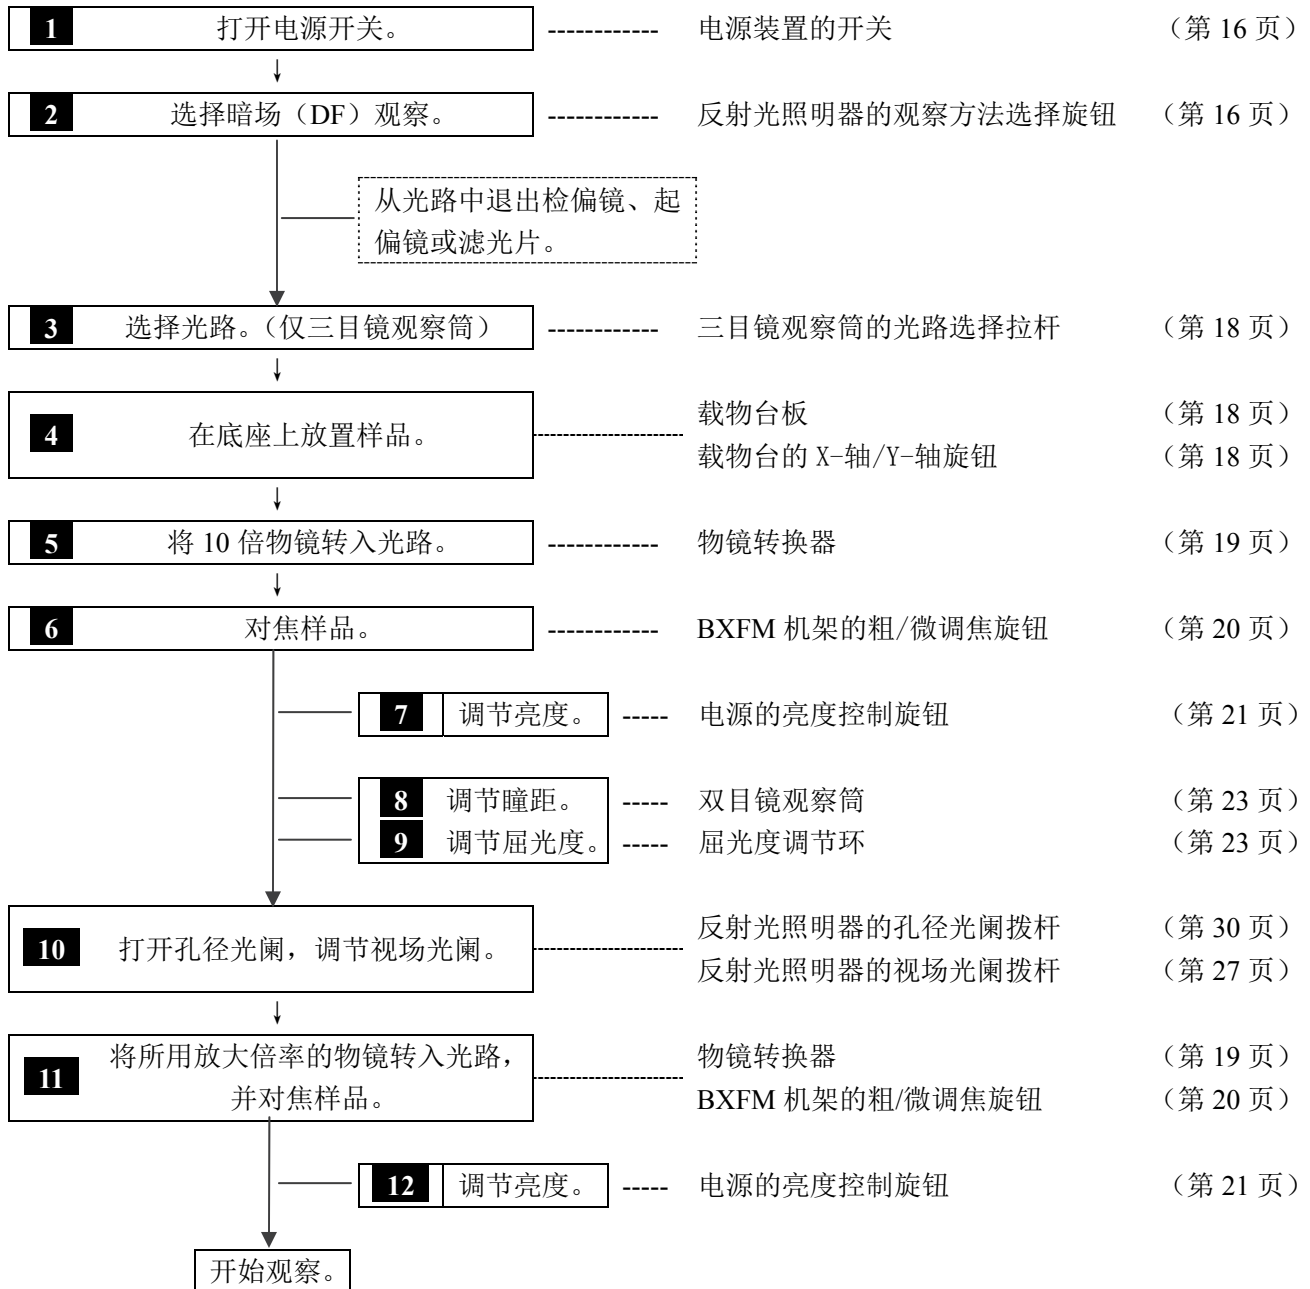 1 打开电源开关。 ------------ 电源装置的开关 （第 16 页）
2 选择暗场（DF）观察。 ------------ 反射光照明器的观察方法选择旋钮 （第 16 页）
从光路中退出检偏镜、起
偏镜或滤光片。
3 选择光路。（仅三目镜观察筒） ------------ 三目镜观察筒的光路选择拉杆 （第 18 页）
4 在底座上放置样品。
载物台板 （第 18 页）
载物台的 X-轴/Y-轴旋钮 （第 18 页）
5 将 10 倍物镜转入光路。 ------------ 物镜转换器 （第 19 页）
6 对焦样品。 ------------ BXFM 机架的粗/微调焦旋钮 （第 20 页）
7 调节亮度。 ----- 电源的亮度控制旋钮 （第 21 页）
8 调节瞳距。 ----- 双目镜观察筒 （第 23 页）
9 调节屈光度。 ----- 屈光度调节环 （第 23 页）
10 打开孔径光阑，调节视场光阑。
反射光照明器的孔径光阑拨杆 （第 30 页）
反射光照明器的视场光阑拨杆 （第 27 页）
11 将所用放大倍率的物镜转入光路，
并对焦样品。
物镜转换器 （第 19 页）
BXFM 机架的粗/微调焦旋钮 （第 20 页）
12 调节亮度。 ----- 电源的亮度控制旋钮 （第 21 页）
开始观察。